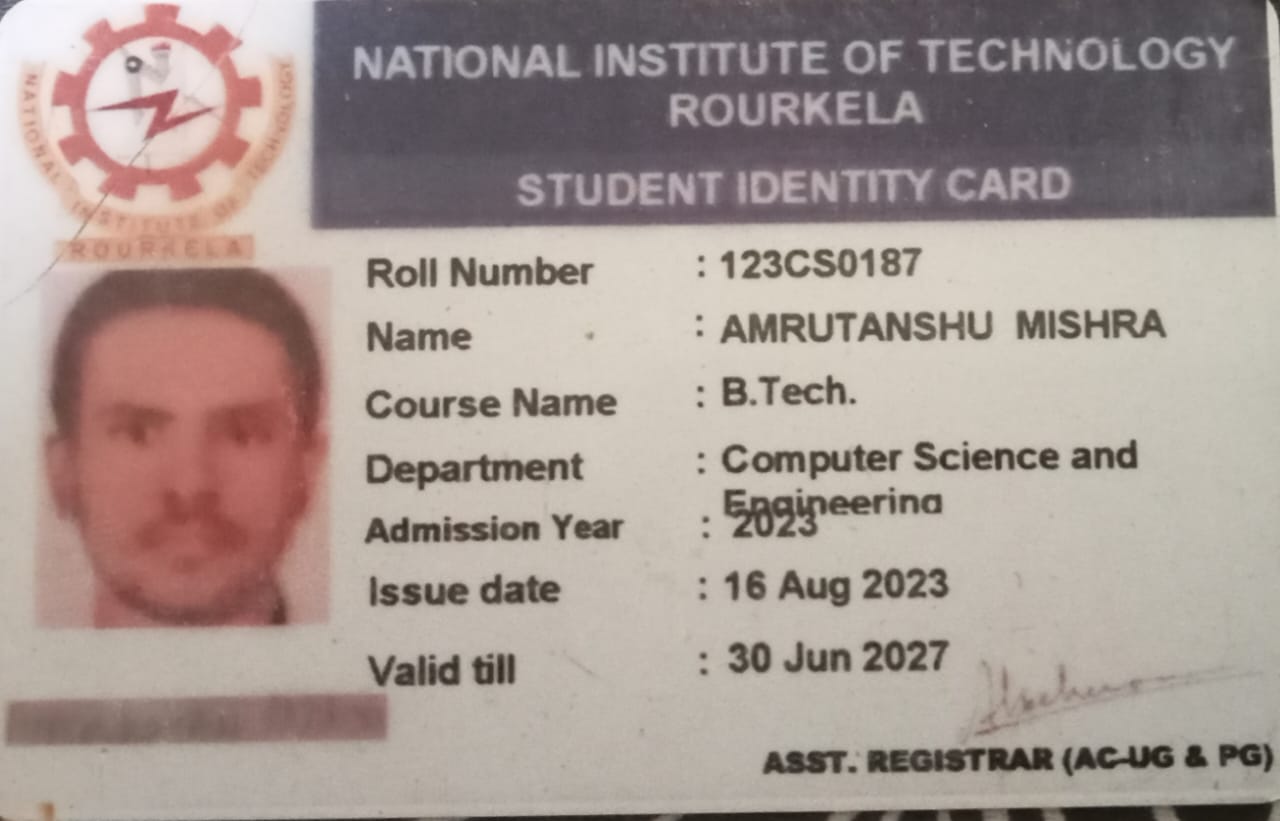 NATIONAL INSTITUTE OF TECHNOLOGY
ROURKELA
STUDENT IDENTITY CARD
NATIONAL INSTITUTE OF TECHNOLOGY
ROURKELA
Roll Number : 123CS0187
Name : AMRUTANSHU MISHRA
Course Name : B.Tech.
Department : Computer Science and
Engineering
Admission Year : 2023
Issue date : 16 Aug 2023
Valid till : 30 Jun 2027
ASST. REGISTRAR (AC-UG & PG)